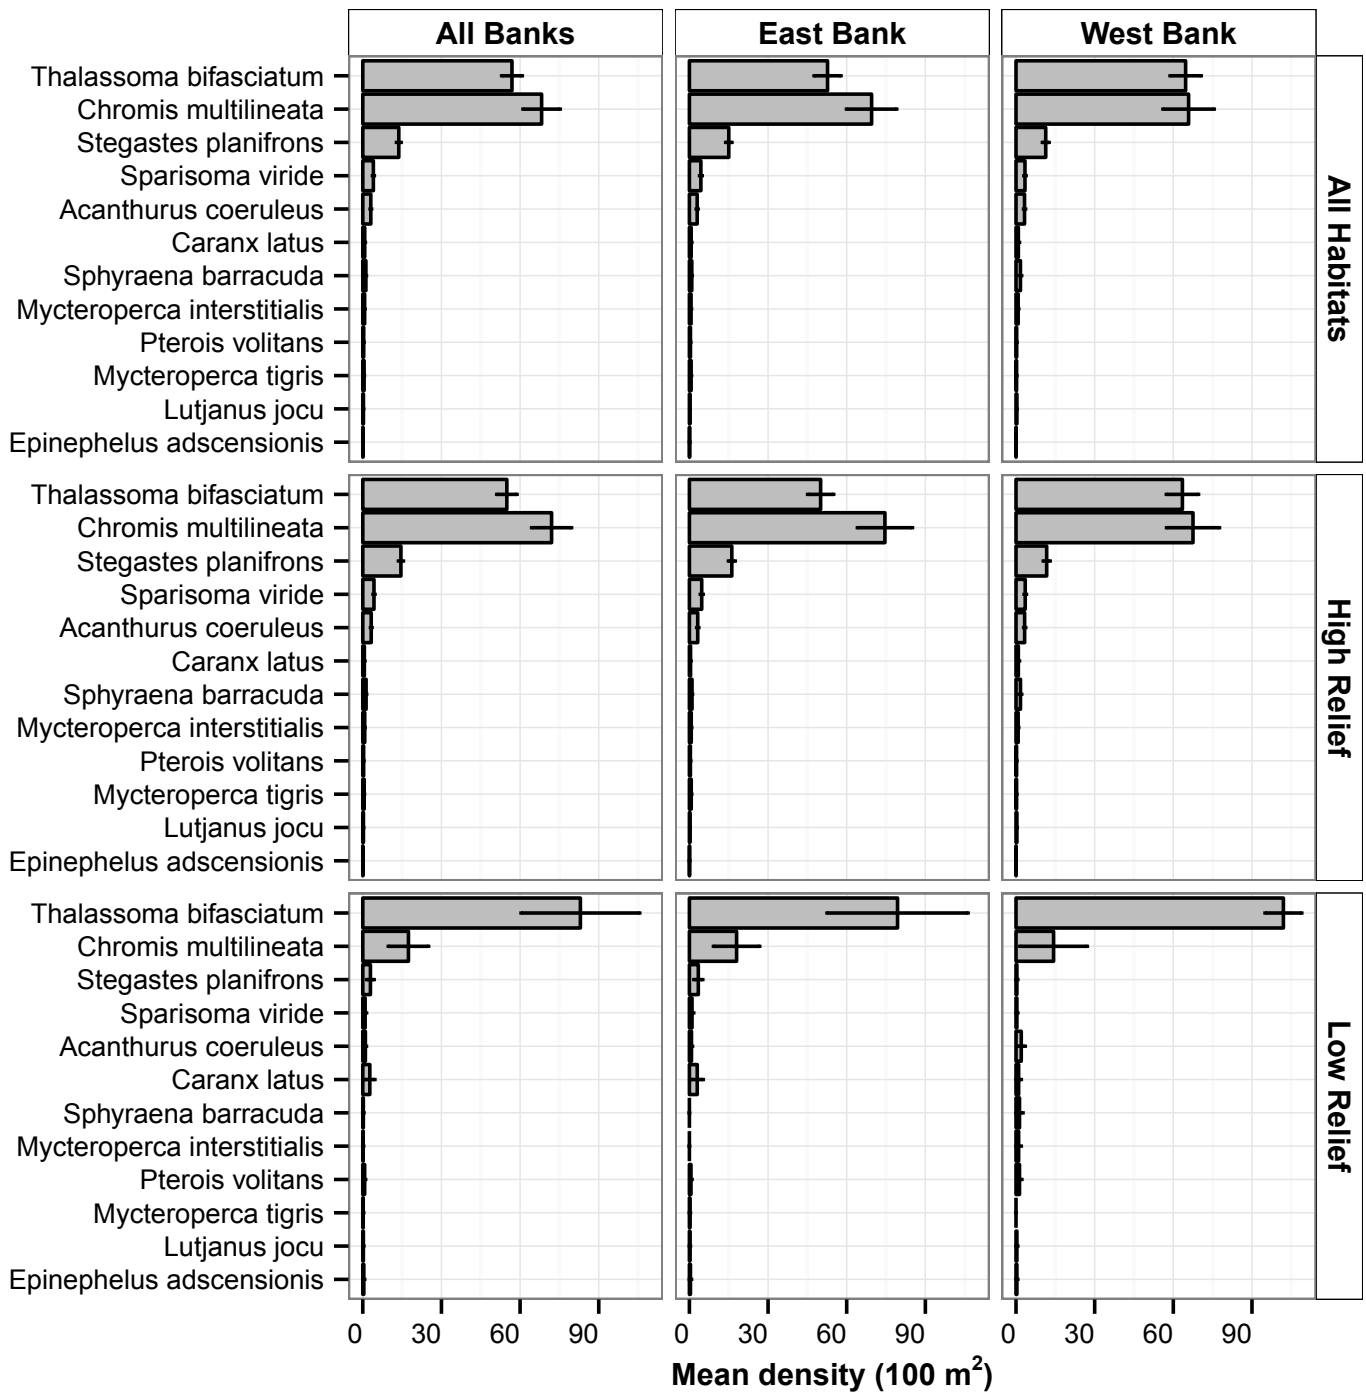 All Banks East Bank West Bank
Thalassoma bifasciatum
Chromis multilineata
Stegastes planifrons
Sparisoma viride
Acanthurus coeruleus
Caranx latus
Sphyraena barracuda
Mycteroperca interstitialis
Pterois volitans
Mycteroperca tigris
Lutjanus jocu
Epinephelus adscensionis
All Habitats
Thalassoma bifasciatum
Chromis multilineata
Stegastes planifrons
Sparisoma viride
Acanthurus coeruleus
Caranx latus
Sphyraena barracuda
Mycteroperca interstitialis
Pterois volitans
Mycteroperca tigris
Lutjanus jocu
Epinephelus adscensionis
High Relief
Thalassoma bifasciatum
Chromis multilineata
Stegastes planifrons
Sparisoma viride
Acanthurus coeruleus
Caranx latus
Sphyraena barracuda
Mycteroperca interstitialis
Pterois volitans
Mycteroperca tigris
Lutjanus jocu
Epinephelus adscensionis
Low Relief
0 30 60 90 0 30 60 90 0 30 60 90
Mean density (100 m²)